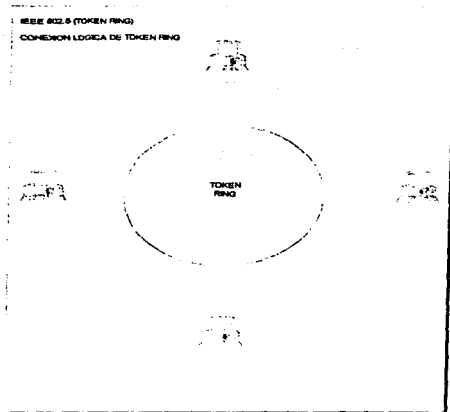 IEEE 802.5 (TOKEN RING)
CONEXION LOGICA DE TOKEN RING
TOKEN
RING